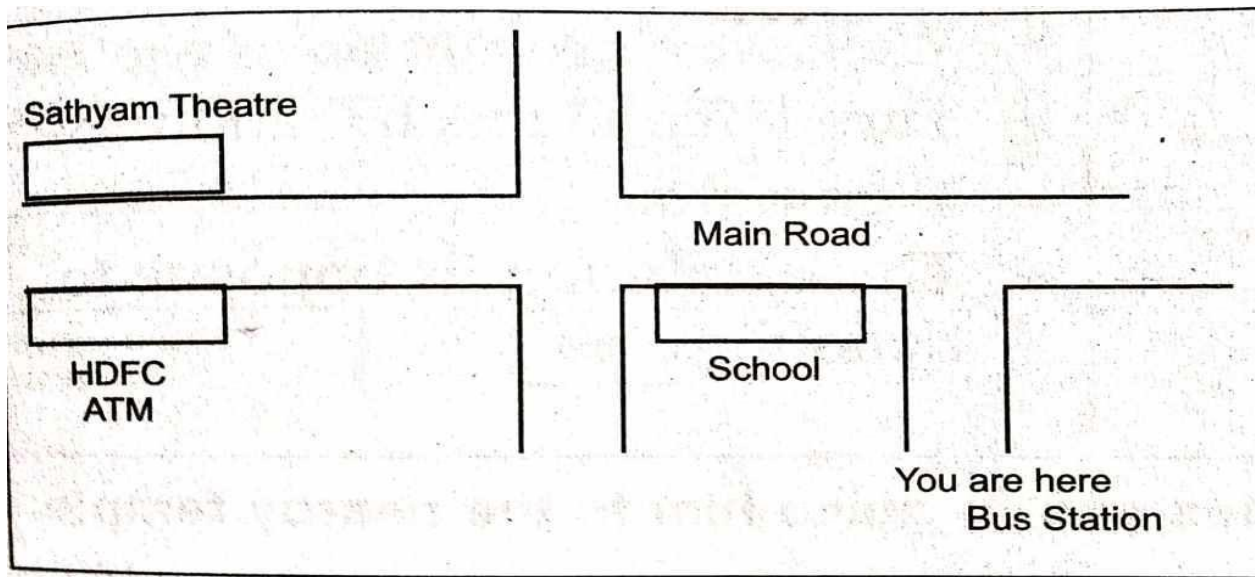 Sathyam Theatre
Main Road
HDFC
ATM
School
You are here
Bus Station